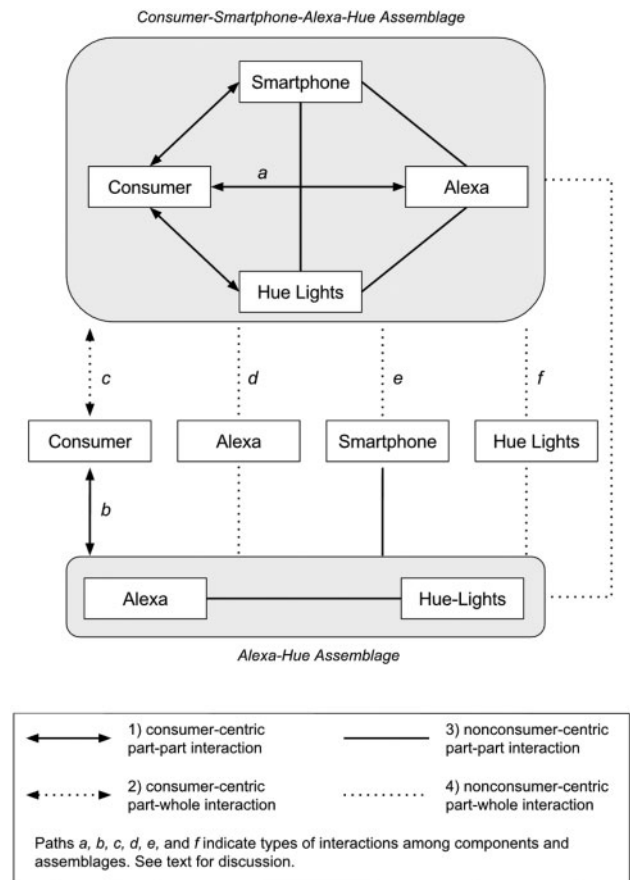 Consumer-Smartphone-Alexa-Hue Assemblage
Smartphone
a
Consumer
Alexa
Hue Lights
c
d
e
f
Consumer
Alexa
Smartphone
Hue Lights
b
Alexa
Hue-Lights
Alexa-Hue Assemblage
1) consumer-centric
part-part interaction
3) nonconsumer-centric
part-part interaction
2) consumer-centric
part-whole interaction
4) nonconsumer-centric
part-whole interaction
Paths a, b, c, d, e, and f indicate types of interactions among components and
assemblages. See text for discussion.